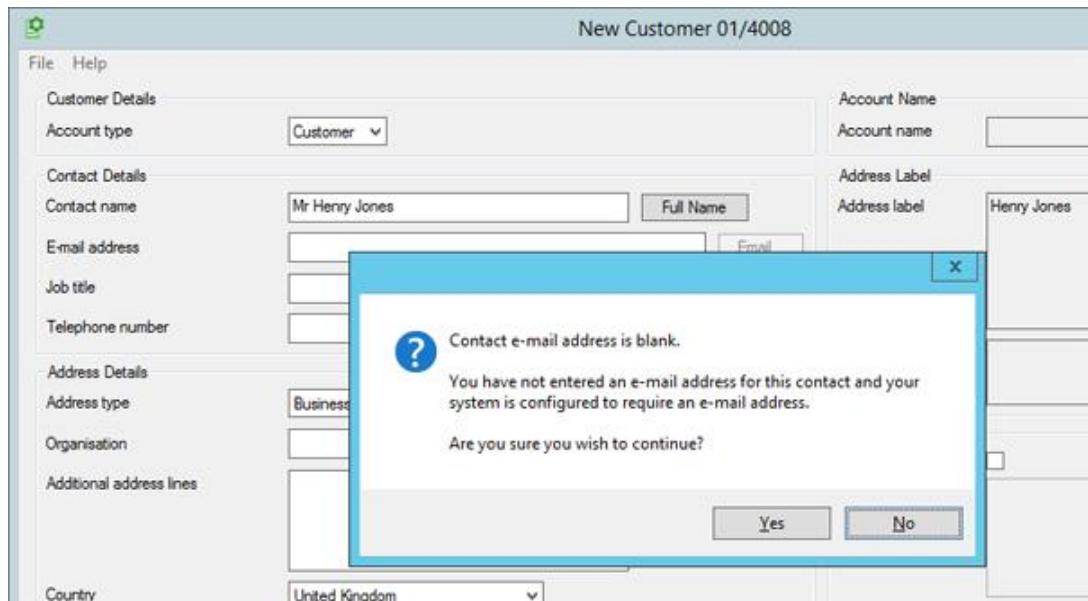 New Customer 01/4008
File Help
Customer Details
Account type
Customer
Contact Details
Contact name
Mr Henry Jones
Full Name
E-mail address
Email
Job title
Telephone number
Address Details
Address type
Business
Organisation
Additional address lines
Country
United Kingdom
Account Name
Account name
Address Label
Address label
Henry Jones
x
?
Contact e-mail address is blank.
You have not entered an e-mail address for this contact and your
system is configured to require an e-mail address.
Are you sure you wish to continue?
Yes
No